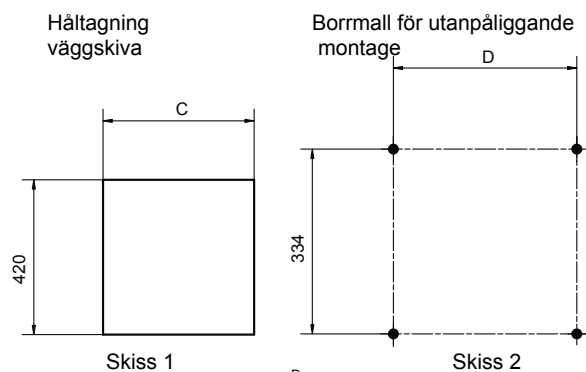 Håltagning
väggskiva
Borrmall för utanpåliggande
montage
C
D
420
334
Skiss 1
Skiss 2
B